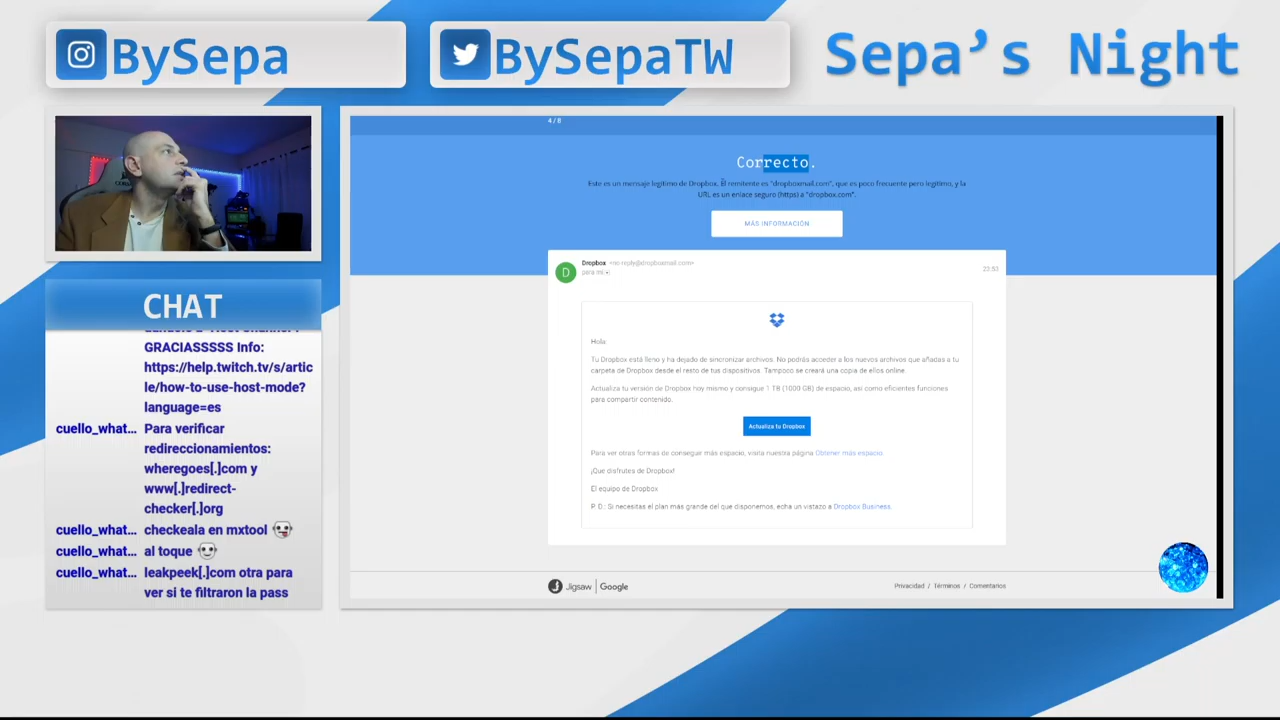 BySepa
BySepaTW
Sepa's Night
4 / 8
Correcto.
Este es un mensaje legítimo de Dropbox. El remitente es "dropboxmail.com", que es poco frecuente pero legítimo, y la
URL es un enlace seguro (https) a "dropbox.com".
MÁS INFORMACIÓN
Dropbox <no-reply@dropboxmail.com>
para mí
22:53
D
Hola:
Tu Dropbox está lleno y ha dejado de sincronizar archivos. No podrás acceder a los nuevos archivos que añadas a tu
carpeta de Dropbox desde el resto de tus dispositivos. Tampoco se creará una copia de ellos online.
Actualiza tu versión de Dropbox hoy mismo y consigue 1 TB (1000 GB) de espacio, así como eficientes funciones
para compartir contenido.
Actualiza tu Dropbox
Para ver otras formas de conseguir más espacio, visita nuestra página Obtener más espacio.
¡Que disfrutes de Dropbox!
El equipo de Dropbox
P. D.: Si necesitas el plan más grande del que disponemos, echa un vistazo a Dropbox Business.
Jigsaw | Google
Privacidad / Términos / Comentarios
CHAT
GRACIASSSSS Info:
https://help.twitch.tv/s/artic
le/how-to-use-host-mode?
language=es
cuello_what... Para verificar
redireccionamientos:
wheregoes[.]com y
www[.]redirect-
checker[.]org
cuello_what... checkeala en mxtool
cuello_what... al toque
cuello_what... leakpeek[.]com otra para
ver si te filtraron la pass